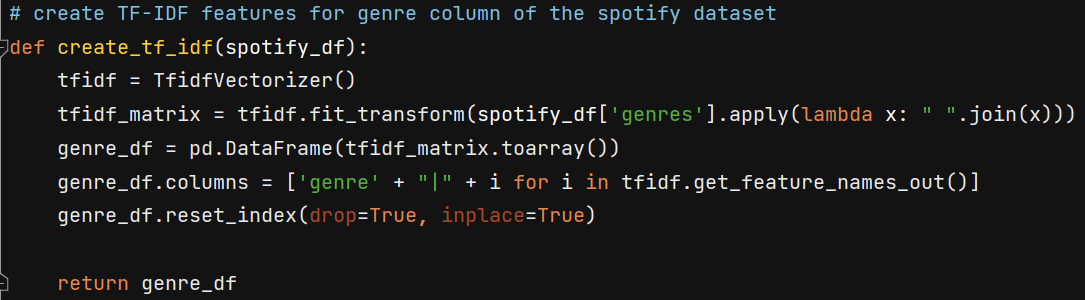 # create TF-IDF features for genre column of the spotify dataset
def create_tf_idf(spotify_df):
    tfidf = TfidfVectorizer()
    tfidf_matrix = tfidf.fit_transform(spotify_df['genres'].apply(lambda x: " ".join(x)))
    genre_df = pd.DataFrame(tfidf_matrix.toarray())
    genre_df.columns = ['genre' + "|" + i for i in tfidf.get_feature_names_out()]
    genre_df.reset_index(drop=True, inplace=True)

    return genre_df